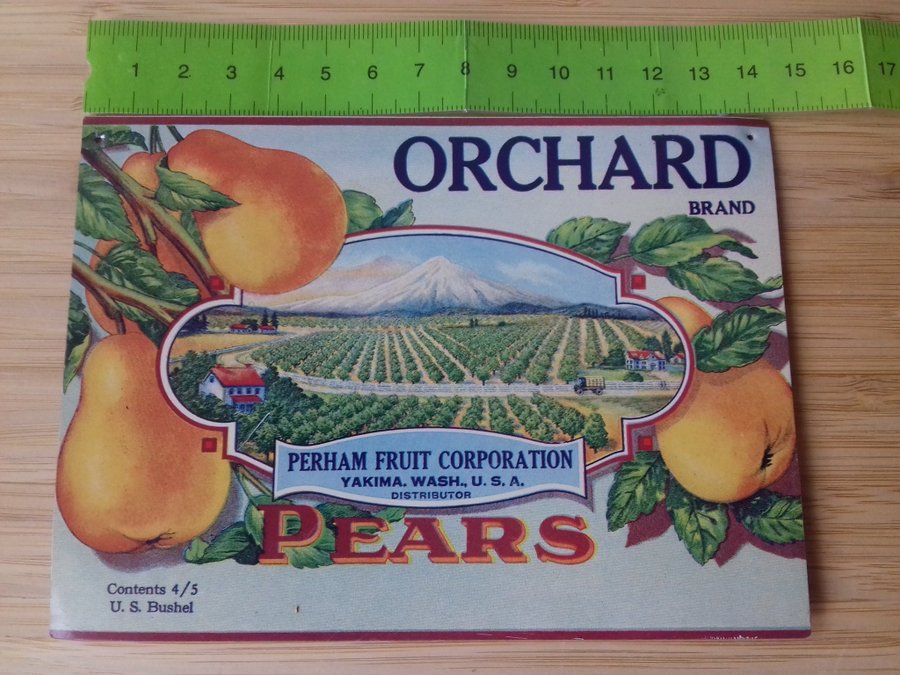 1 2 3 4 5 6 7 8 9 10 11 12 13 14 15 16 17
ORCHARD
BRAND
PERHAM FRUIT CORPORATION
YAKIMA. WASH., U. S. A.
DISTRIBUTOR
PEARS
Contents 4/5
U. S. Bushel